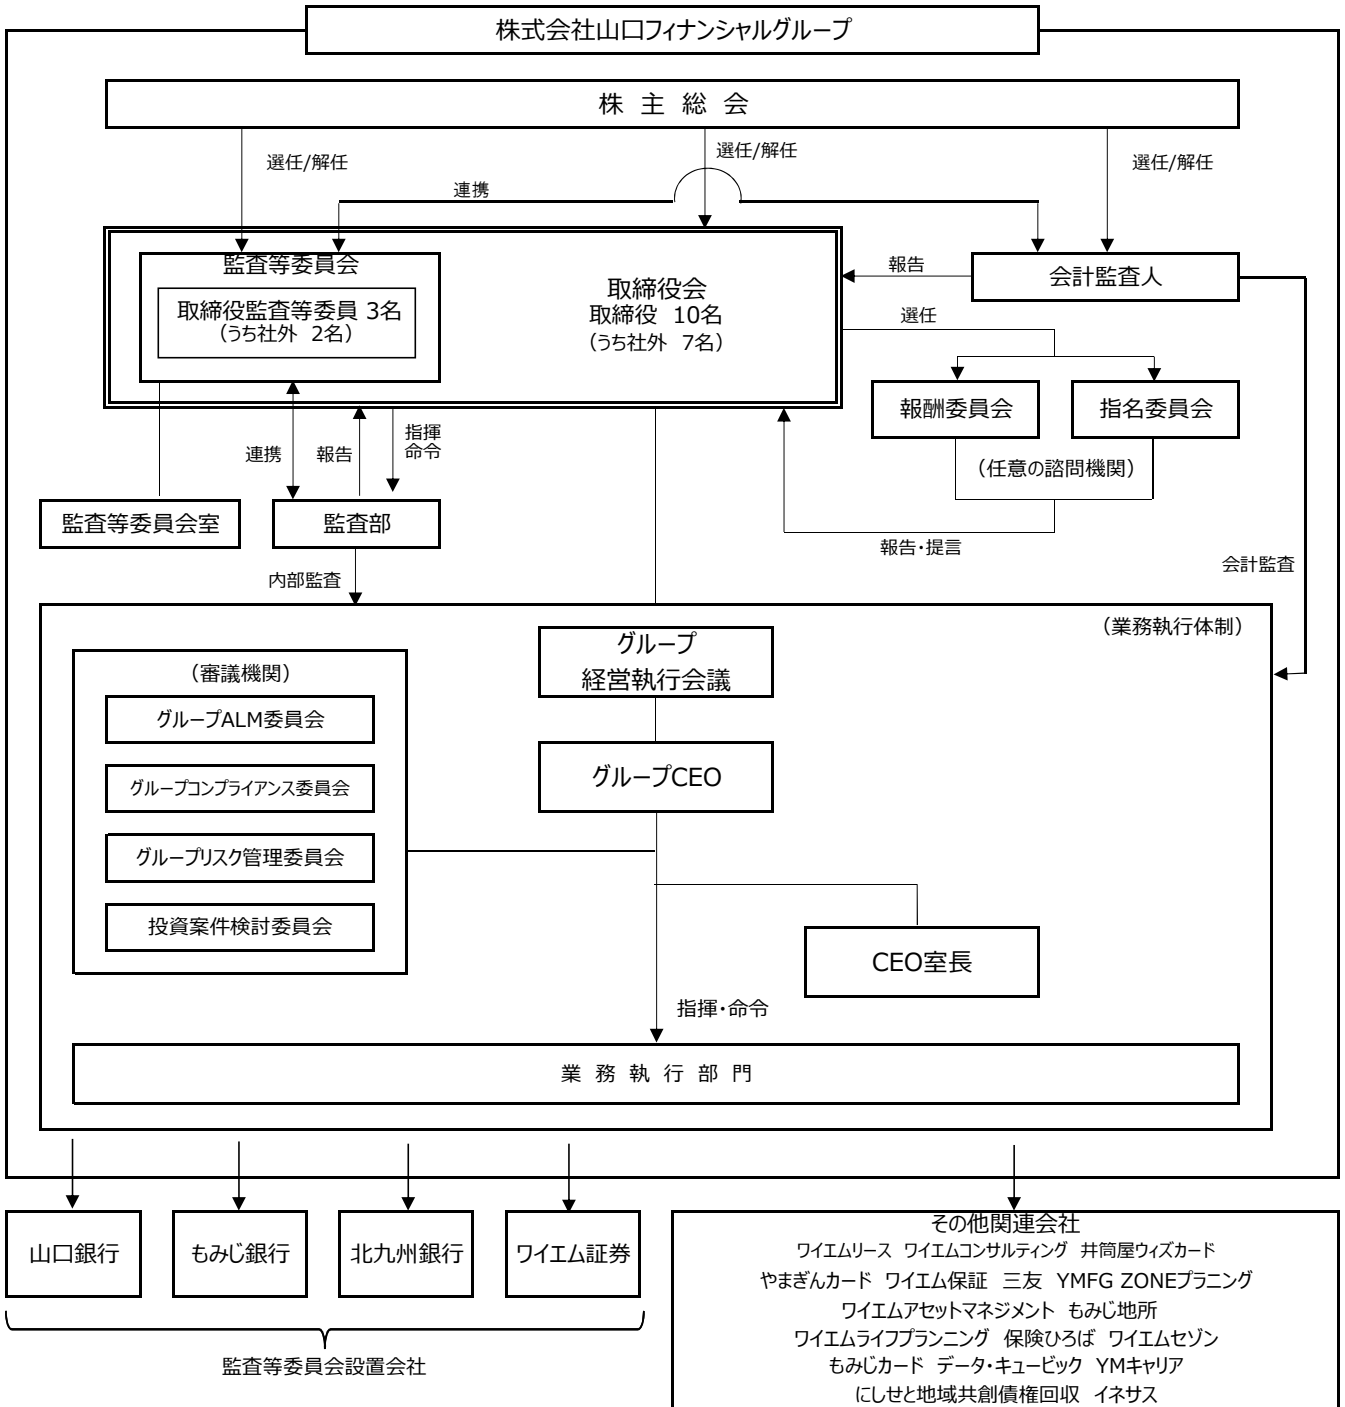 株式会社山口フィナンシャルグループ
株 主 総 会
選任/解任
選任/解任
選任/解任
連携
監査等委員会
取締役監査等委員 3名
(うち社外 2名)
取締役会
取締役 10名
(うち社外 7名)
報告
会計監査人
選任
報酬委員会
指名委員会
(任意の諮問機関)
連携
報告
指揮
命令
監査等委員会室
監査部
報告・提言
会計監査
内部監査
(業務執行体制)
グループ
経営執行会議
(審議機関)
グループALM委員会
グループコンプライアンス委員会
グループリスク管理委員会
投資案件検討委員会
グループCEO
CEO室長
指揮・命令
業 務 執 行 部 門
山口銀行
もみじ銀行
北九州銀行
ワイエム証券
監査等委員会設置会社
その他関連会社
ワイエムリース ワイエムコンサルティング 井筒屋ウィズカード
やまぎんカード ワイエム保証 三友 YMFG ZONEプラニング
ワイエムアセットマネジメント もみじ地所
ワイエムライフプランニング 保険ひろば ワイエムセゾン
もみじカード データ・キュービック YMキャリア
にしせと地域共創債権回収 イネサス